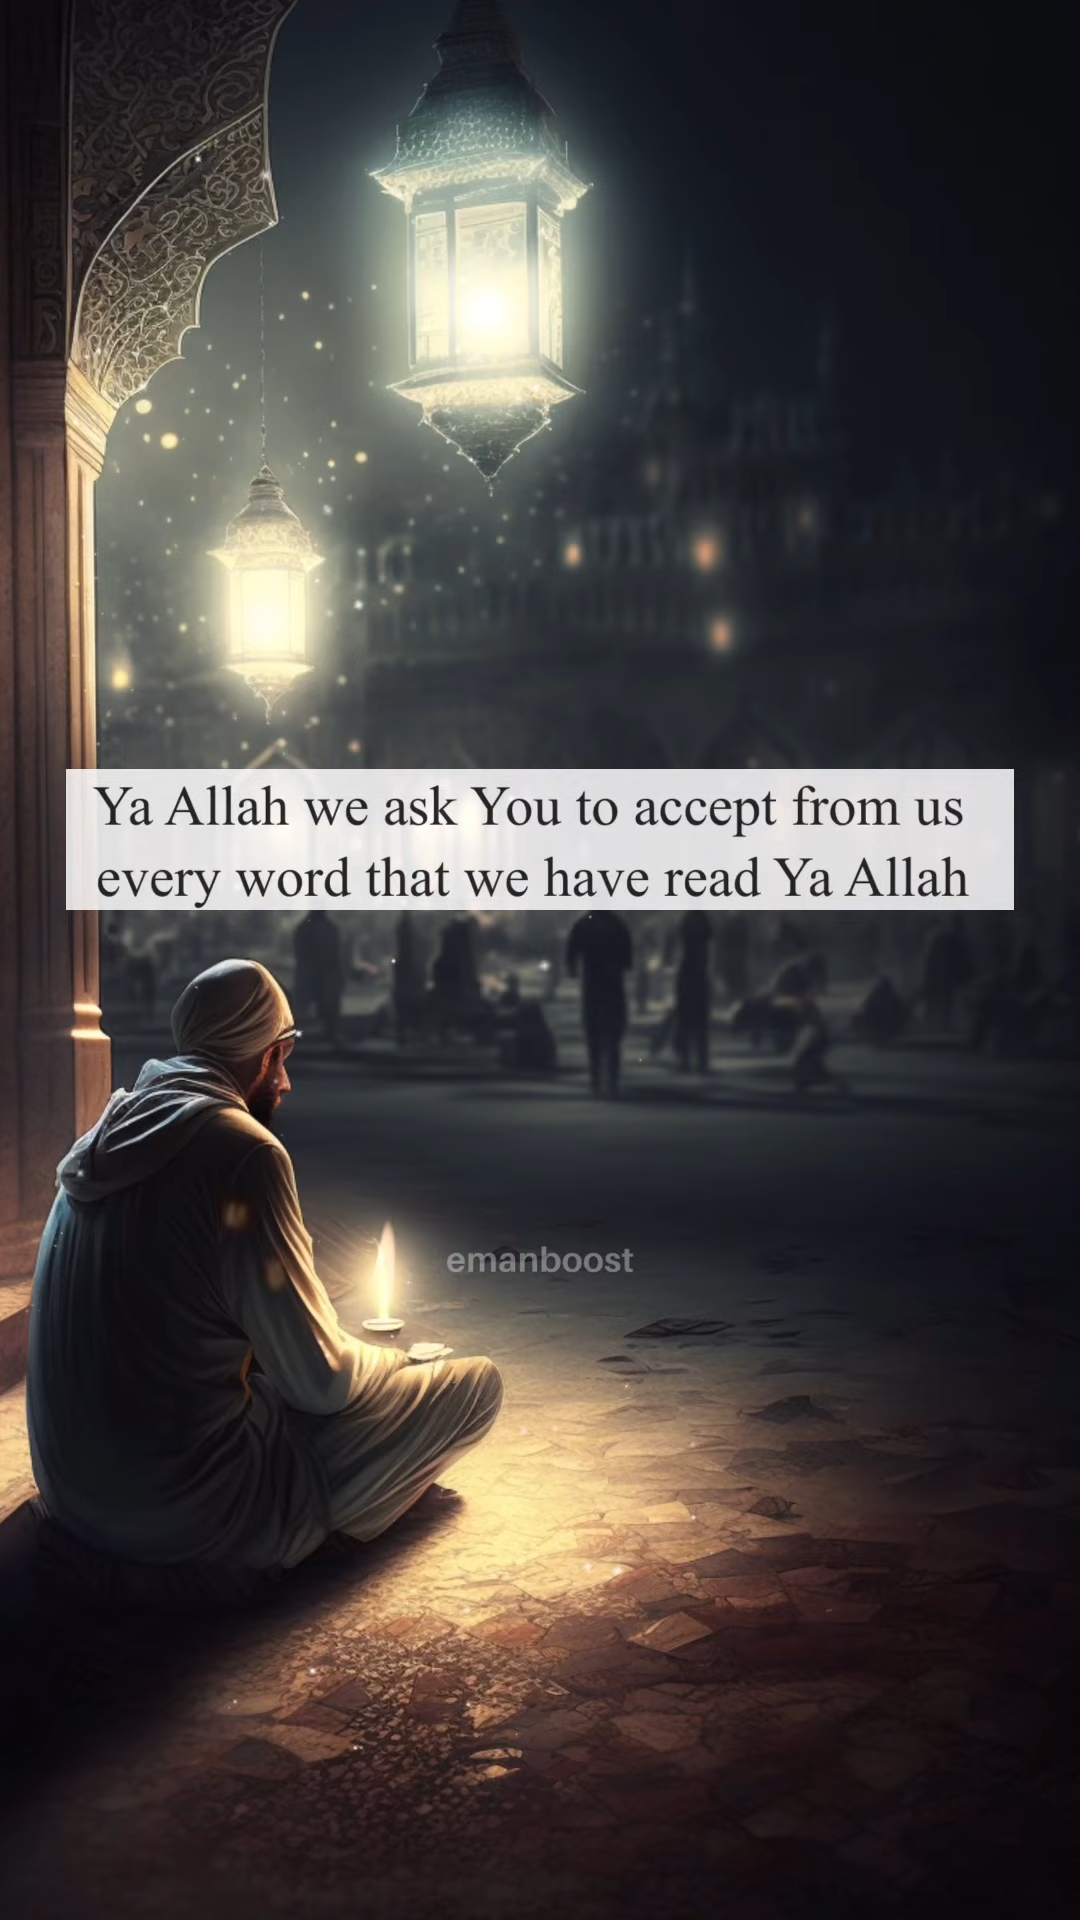 Ya Allah we ask You to accept from us
every word that we have read Ya Allah
emanboost